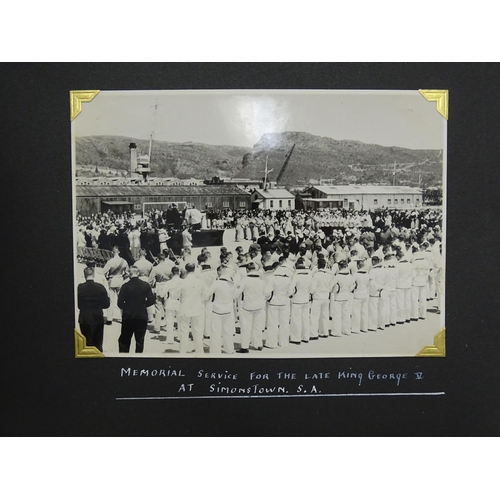 MEMORIAL SERVICE FOR THE LATE KING GEORGE V
AT SIMONSTOWN. S.A.